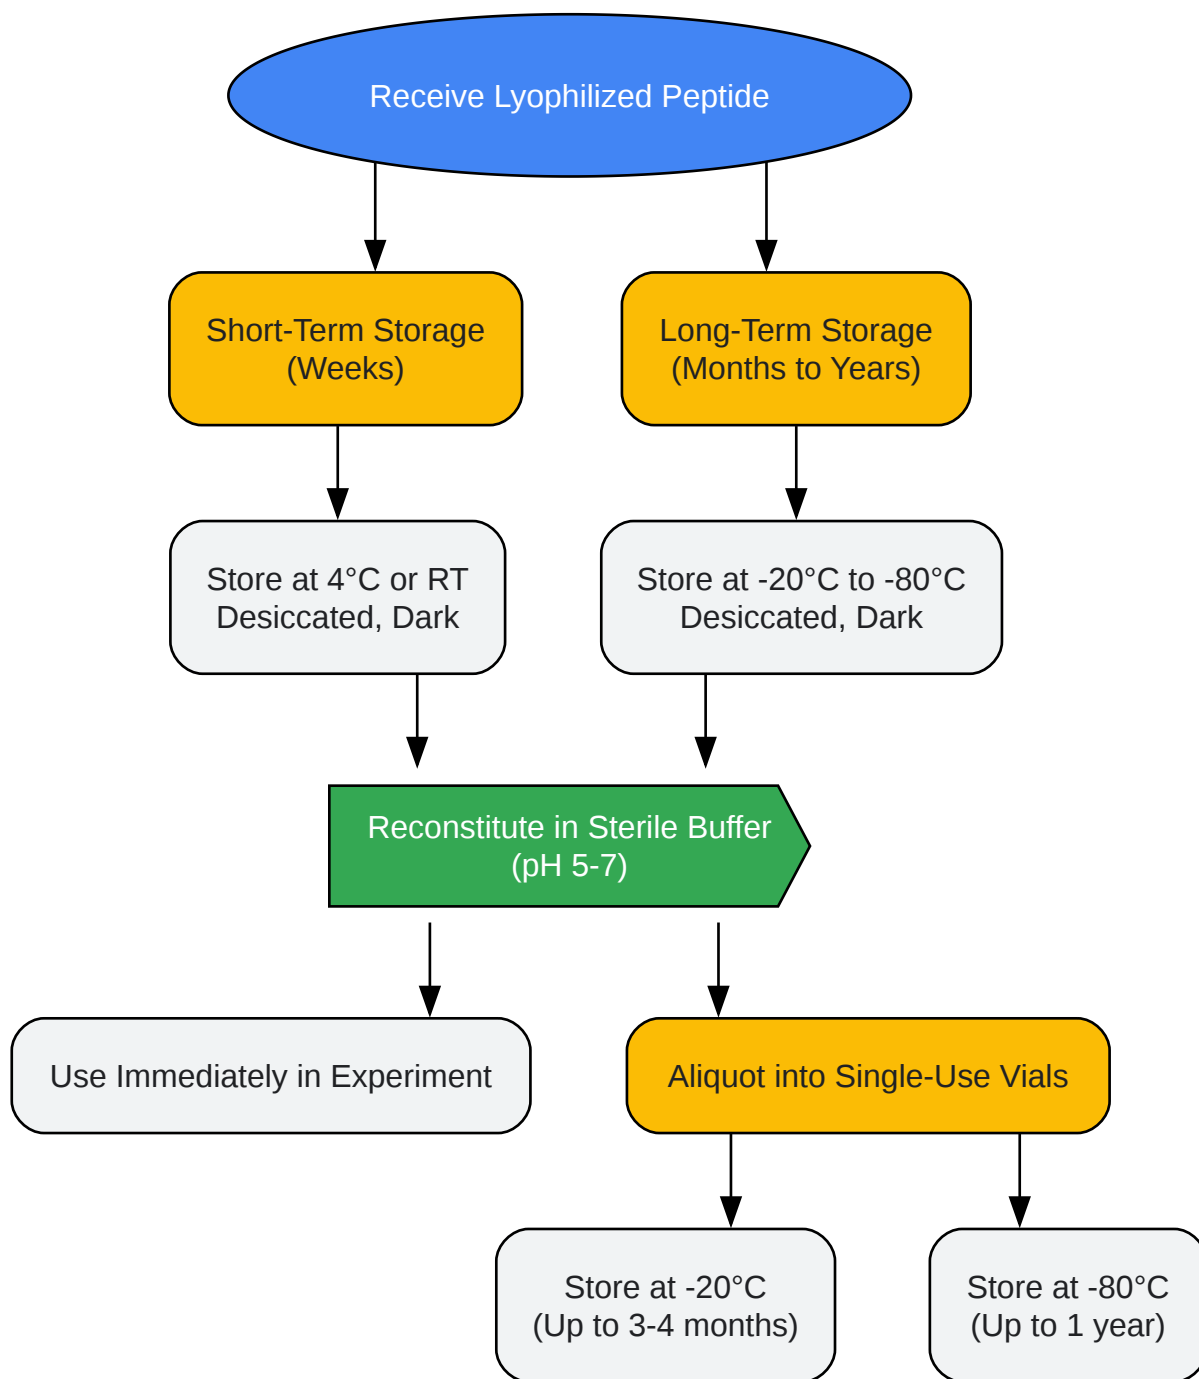 Receive Lyophilized Peptide
Short-Term Storage
(Weeks)
Long-Term Storage
(Months to Years)
Store at 4°C or RT
Desiccated, Dark
Store at -20°C to -80°C
Desiccated, Dark
Reconstitute in Sterile Buffer
(pH 5-7)
Use Immediately in Experiment
Aliquot into Single-Use Vials
Store at -20°C
(Up to 3-4 months)
Store at -80°C
(Up to 1 year)